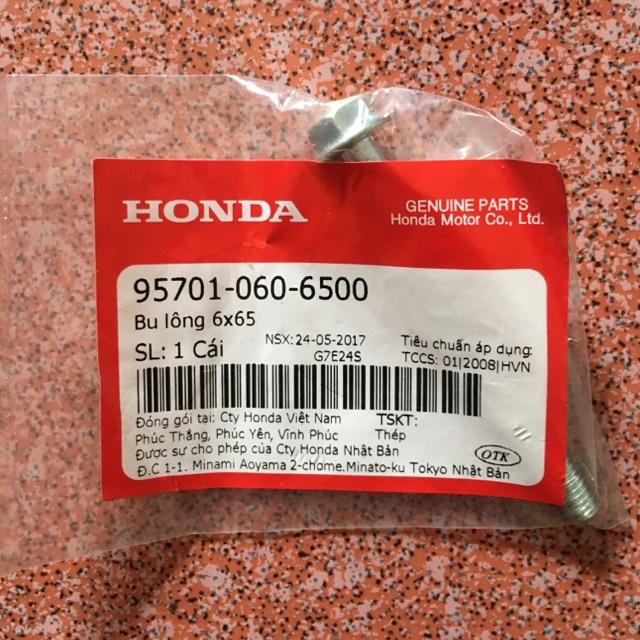 HONDA
GENUINE PARTS
Honda Motor Co., Ltd.
95701-060-6500
Bu lông 6x65
SL: 1 Cái
NSX:24-05-2017
G7E24S
Tiêu chuẩn áp dụng:
TCCS: 01|2008|HVN
Đóng gói tại: Cty Honda Việt Nam
Phúc Thắng, Phúc Yên, Vĩnh Phúc
TSKT:
Thép
Được sự cho phép của Cty Honda Nhật Bản
Đ.C 1-1. Minami Aoyama 2-chome.Minato-ku Tokyo Nhật Bản
OTK